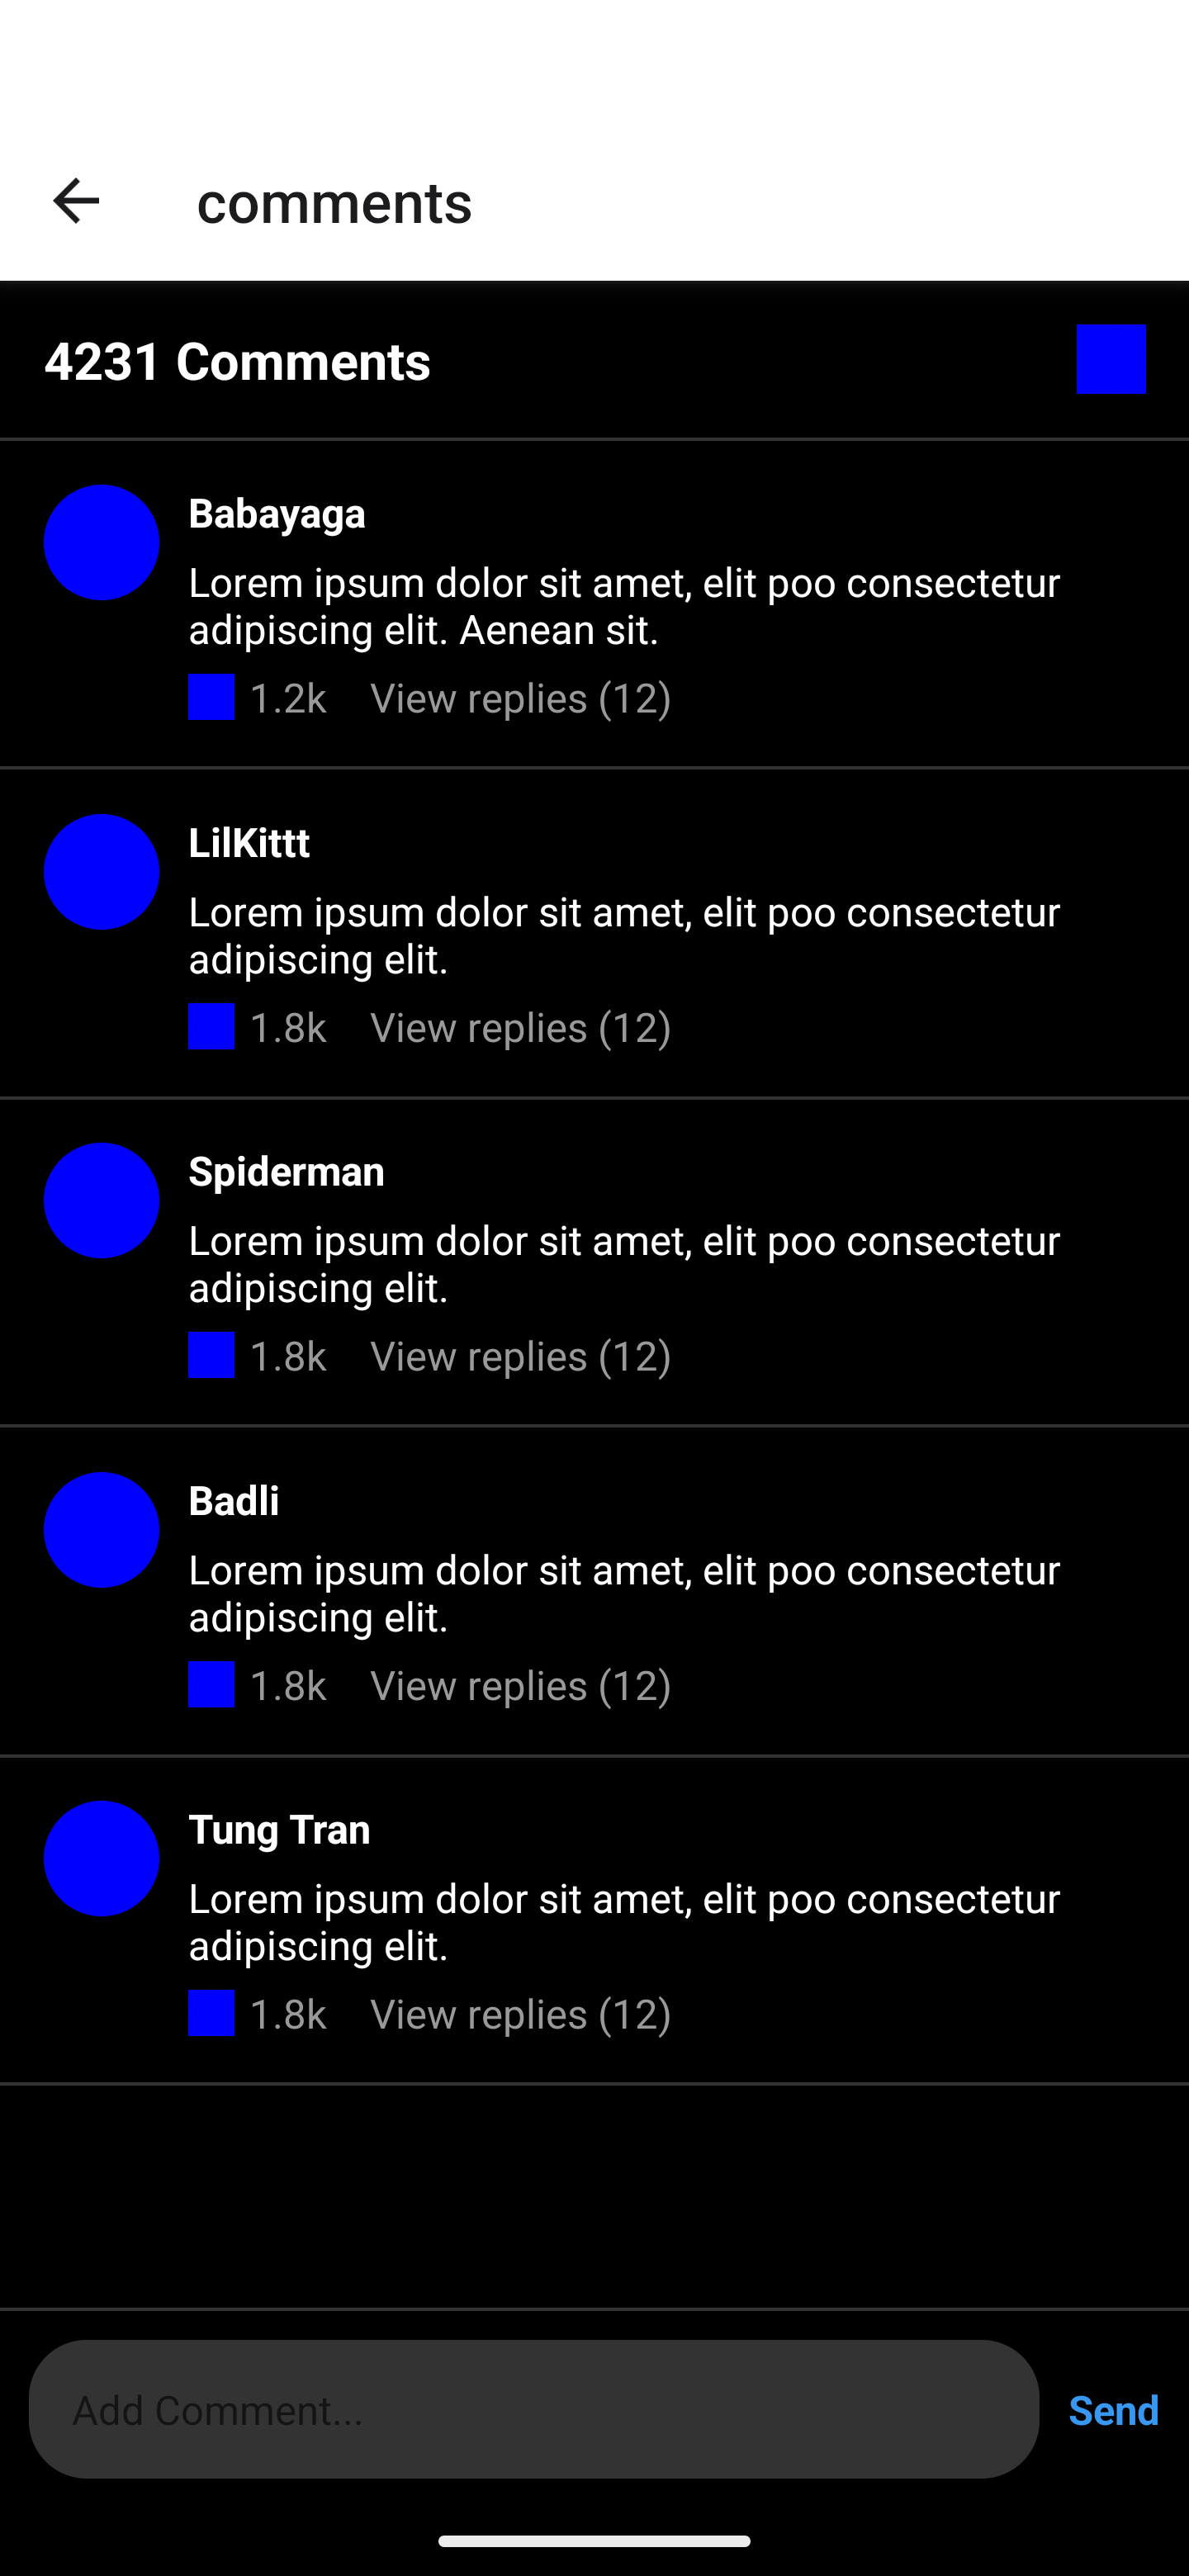 comments
4231 Comments
Babayaga
Lorem ipsum dolor sit amet, elit poo consectetur
adipiscing elit. Aenean sit.
1.2k View replies (12)
LilKittt
Lorem ipsum dolor sit amet, elit poo consectetur
adipiscing elit.
1.8k View replies (12)
Spiderman
Lorem ipsum dolor sit amet, elit poo consectetur
adipiscing elit.
1.8k View replies (12)
Badli
Lorem ipsum dolor sit amet, elit poo consectetur
adipiscing elit.
1.8k View replies (12)
Tung Tran
Lorem ipsum dolor sit amet, elit poo consectetur
adipiscing elit.
1.8k View replies (12)
Add Comment... Send